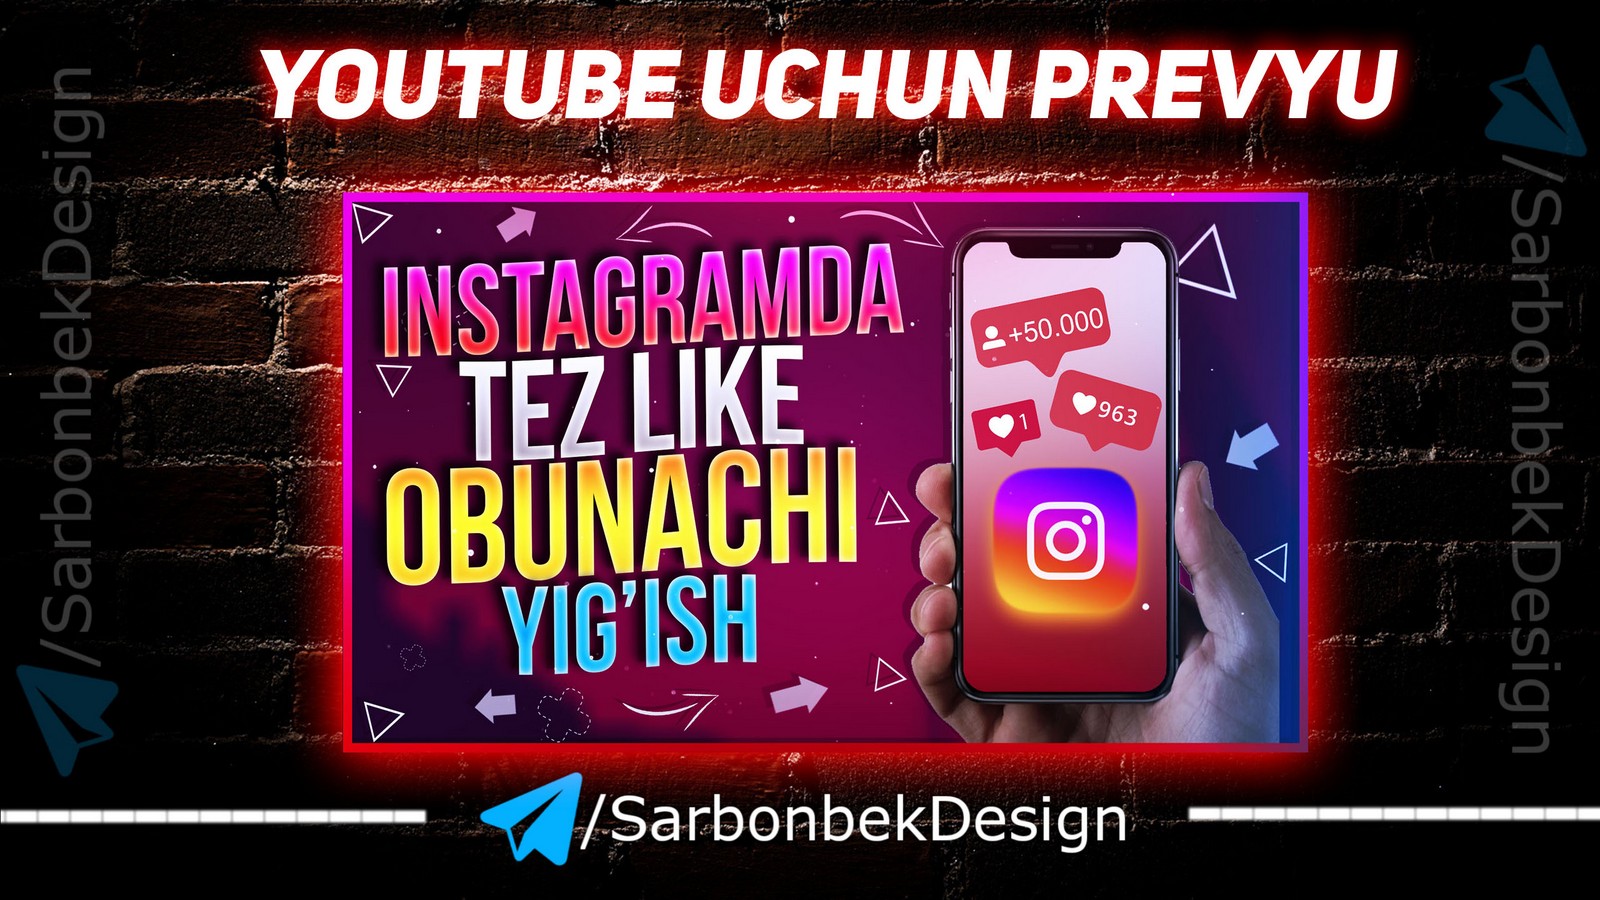 YOUTUBE UCHUN PREVYU
INSTAGRAMDA
TEZ LIKE
OBUNACHI
YIG’ISH
+50.000
963
1
/SarbonbekDesign
/SarbonbekDesign
/SarbonbekDesign